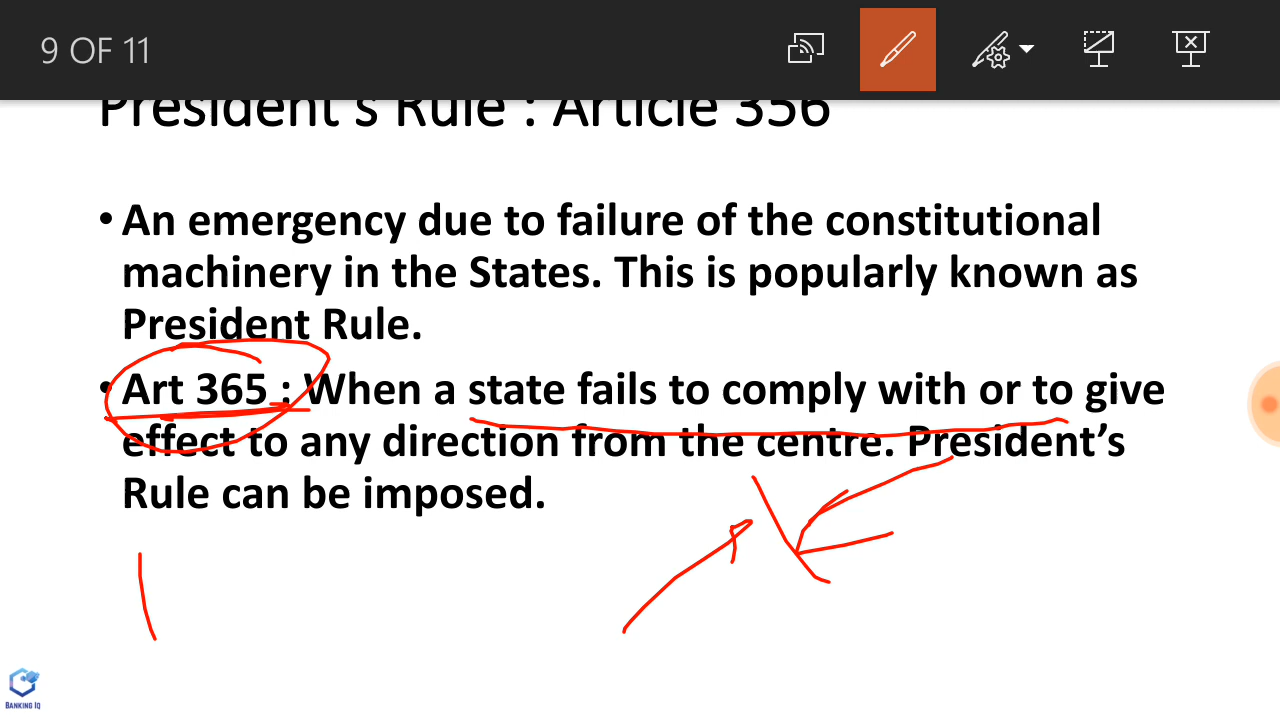 9 OF 11
President's Rule : Article 356
• An emergency due to failure of the constitutional
machinery in the States. This is popularly known as
President Rule.
• Art 365 : When a state fails to comply with or to give
effect to any direction from the centre. President’s
Rule can be imposed.
BANKING IQ